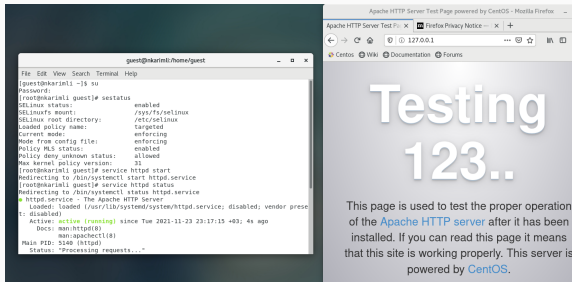 guest@nkarimli:/home/guest
File Edit View Search Terminal Help
[guest@nkarimli ~]$ su
Password:
[root@nkarimli guest]# sestatus
SELinux status: enabled
SELinuxfs mount: /sys/fs/selinux
SELinux root directory: /etc/selinux
Loaded policy name: targeted
Current mode: enforcing
Mode from config file: enforcing
Policy MLS status: enabled
Policy deny_unknown status: allowed
Max kernel policy version: 31
[root@nkarimli guest]# service httpd start
Redirecting to /bin/systemctl start httpd.service
[root@nkarimli guest]# service httpd status
Redirecting to /bin/systemctl status httpd.service
● httpd.service - The Apache HTTP Server
Loaded: loaded (/usr/lib/systemd/system/httpd.service; disabled; vendor prese
t: disabled)
Active: active (running) since Tue 2021-11-23 23:17:15 +03; 4s ago
Docs: man:httpd(8)
man:apachectl(8)
Main PID: 5140 (httpd)
Status: "Processing requests..."
Apache HTTP Server Test Page powered by CentOS - Mozilla Firefox
Apache HTTP Server Test Pa
Firefox Privacy Notice —
127.0.0.1
Centos Wiki Documentation Forums
Testing
123..
This page is used to test the proper operation
of the Apache HTTP server after it has been
installed. If you can read this page it means
that this site is working properly. This server is
powered by CentOS.